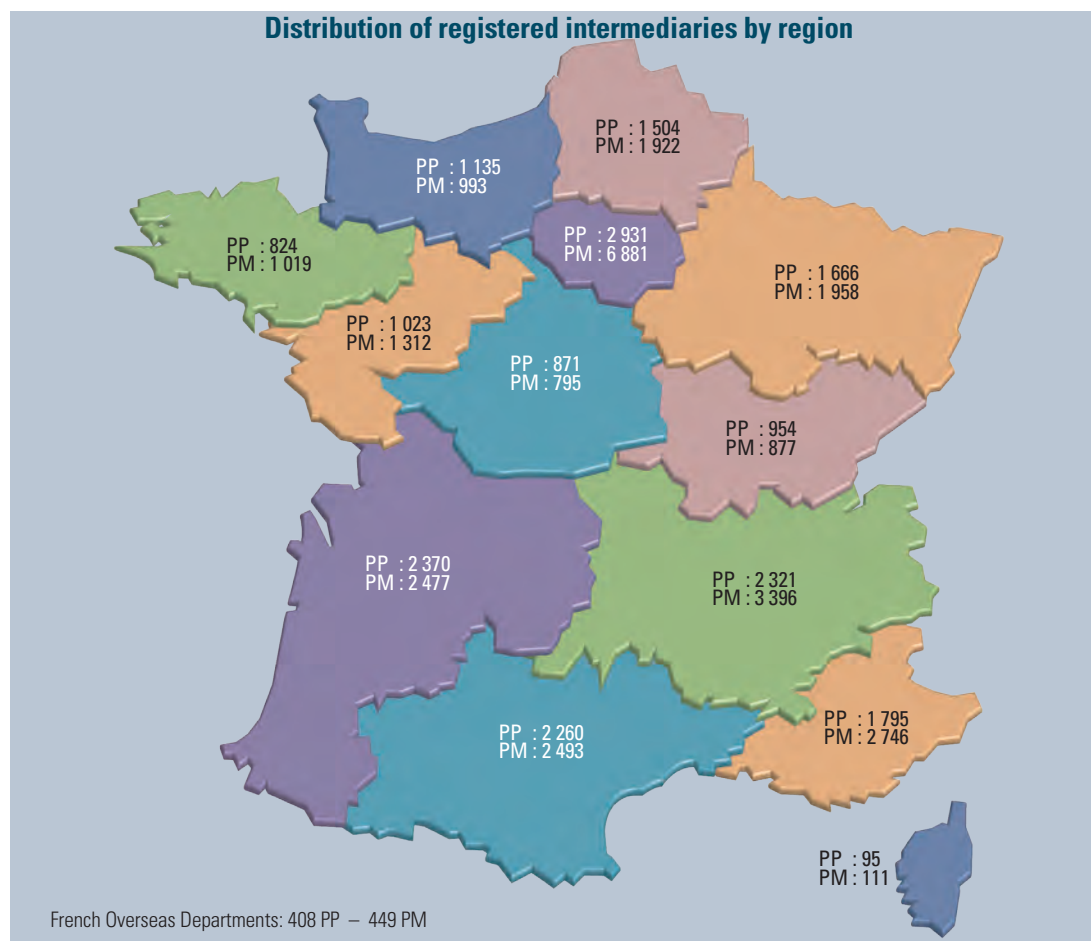 Distribution of registered intermediaries by region
PP : 1 504
PM : 1 922
PP : 1 135
PM : 993
PP : 824
PM : 1 019
PP : 2 931
PM : 6 881
PP : 1 666
PM : 1 958
PP : 1 023
PM : 1 312
PP : 871
PM : 795
PP : 954
PM : 877
PP : 2 370
PM : 2 477
PP : 2 321
PM : 3 396
PP : 2 260
PM : 2 493
PP : 1 795
PM : 2 746
PP : 95
PM : 111
French Overseas Departments: 408 PP – 449 PM